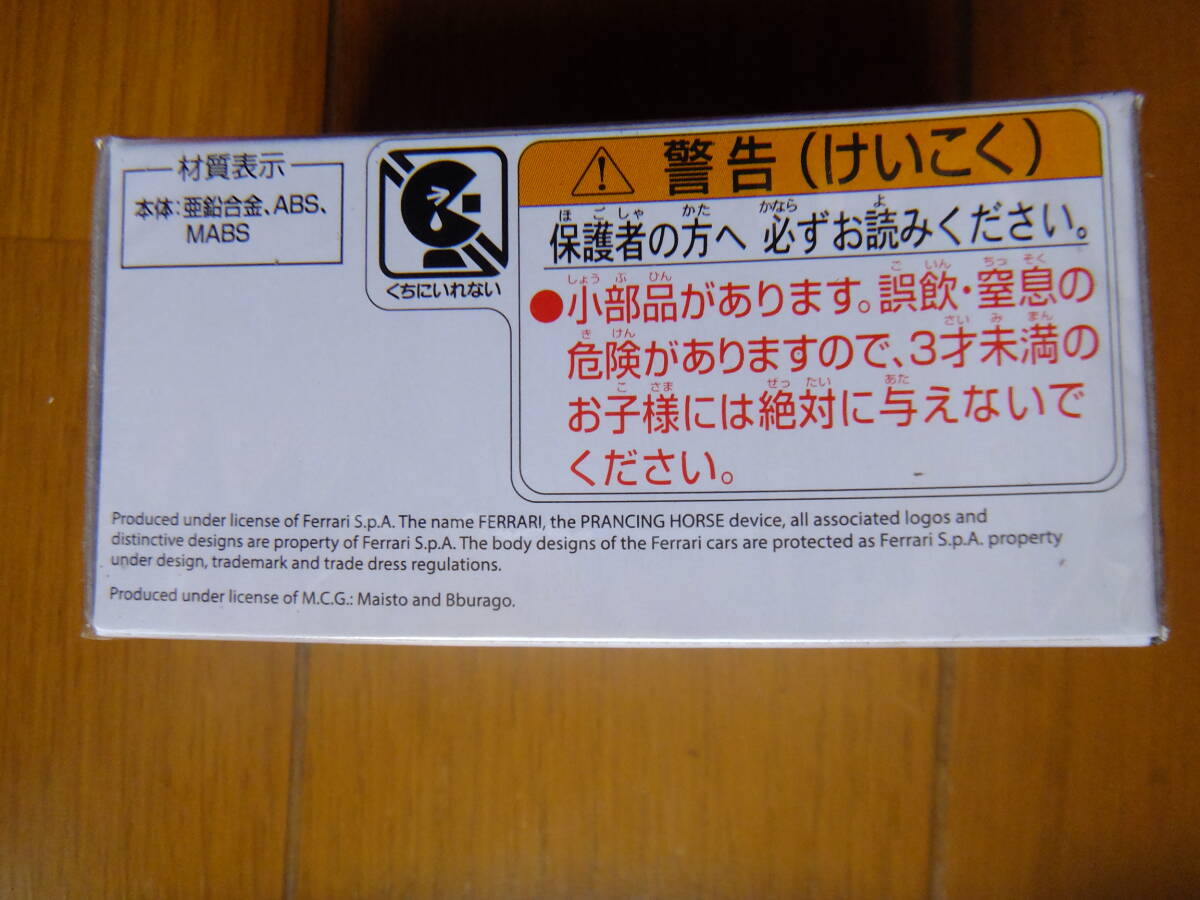 材質表示
本体：亜鉛合金、ABS、
MABS
くちにいれない
警告（けいこく）
ほごしゃ かた かなら よ
保護者の方へ 必ずお読みください。
しょうぶひん ごいん ちっそく
●小部品があります。誤飲・窒息の
きけん さいみまん
危険がありますので、3才未満の
こさま ぜったい あた
お子様には絶対に与えないで
ください。
Produced under license of Ferrari S.p.A. The name FERRARI, the PRANCING HORSE device, all associated logos and
distinctive designs are property of Ferrari S.p.A. The body designs of the Ferrari cars are protected as Ferrari S.p.A. property
under design, trademark and trade dress regulations.
Produced under license of M.C.G.: Maisto and Bburago.